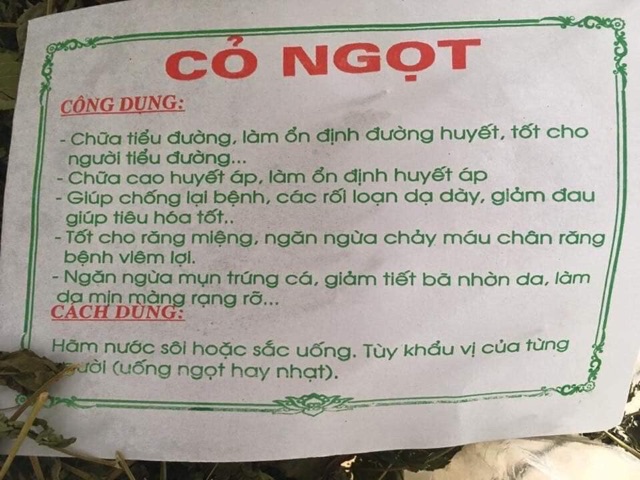 CỎ NGỌT
CÔNG DỤNG:
- Chữa tiểu đường, làm ổn định đường huyết, tốt cho
người tiểu đường...
- Chữa cao huyết áp, làm ổn định huyết áp
- Giúp chống lại bệnh, các rối loạn dạ dày, giảm đau
giúp tiêu hóa tốt..
- Tốt cho răng miệng, ngăn ngừa chảy máu chân răng
bệnh viêm lợi.
- Ngăn ngừa mụn trứng cá, giảm tiết bã nhờn da, làm
da mịn màng rạng rỡ...
CÁCH DÙNG:
Hãm nước sôi hoặc sắc uống. Tùy khẩu vị của từng
(uống ngọt hay nhạt).